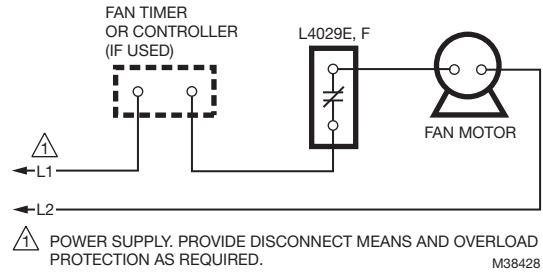 FAN TIMER
OR CONTROLLER
(IF USED)
L4029E, F
FAN MOTOR
1
L1
L2
1 POWER SUPPLY. PROVIDE DISCONNECT MEANS AND OVERLOAD
PROTECTION AS REQUIRED.
M38428